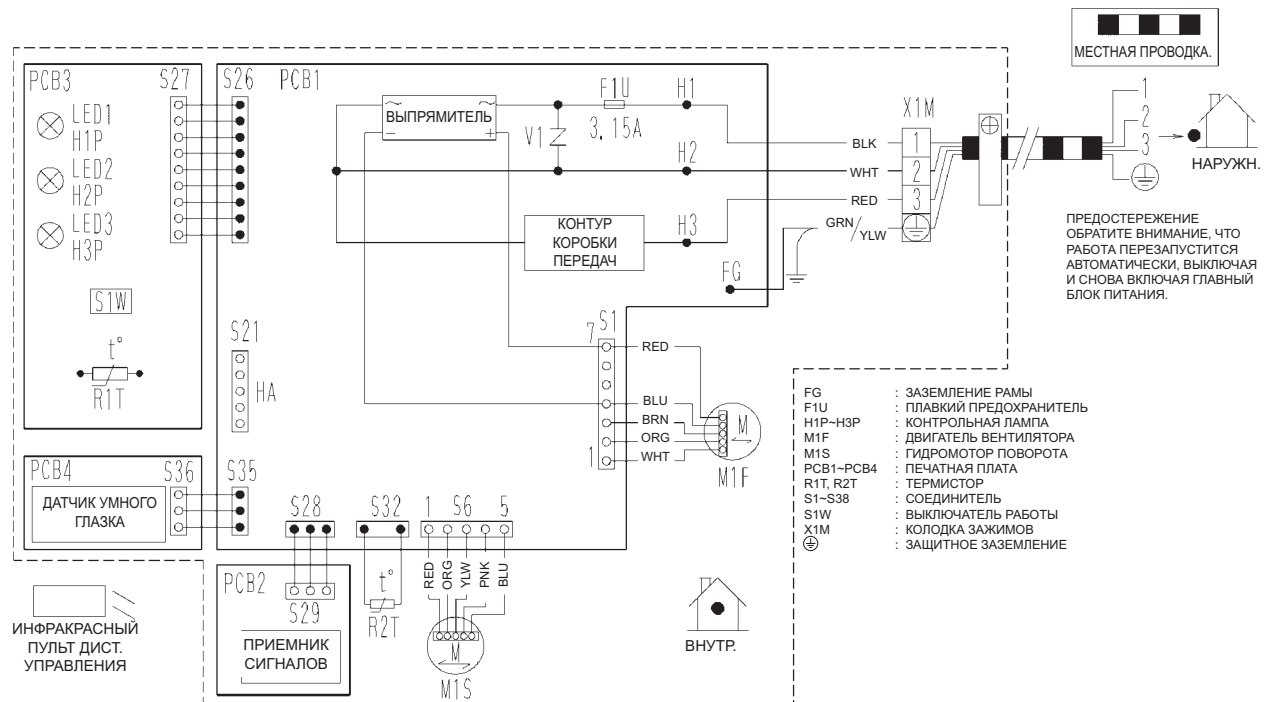 МЕСТНАЯ ПРОВОДКА.
PCB3
S27
S26
PCB1
LED1
H1P
LED2
H2P
LED3
H3P
S1W
t°
R1T
S21
HA
ВЫПРЯМИТЕЛЬ
~
~
−
+
V1
F1U
3.15A
H1
H2
H3
КОНТУР
КОРОБКИ
ПЕРЕДАЧ
FG
BLK
WHT
RED
GRN/YLW
X1M
1
2
3
1
2
3
НАРУЖН.
ПРЕДОСТЕРЕЖЕНИЕ
ОБРАТИТЕ ВНИМАНИЕ, ЧТО
РАБОТА ПЕРЕЗАПУСТИТСЯ
АВТОМАТИЧЕСКИ, ВЫКЛЮЧАЯ
И СНОВА ВКЛЮЧАЯ ГЛАВНЫЙ
БЛОК ПИТАНИЯ.
S1
7
1
RED
BLU
BRN
ORG
WHT
M
M1F
PCB4
S36
S35
ДАТЧИК УМНОГО
ГЛАЗКА
S28
S32
1 S6 5
RED
ORG
YLW
PNK
BLU
PCB2
S29
ПРИЕМНИК
СИГНАЛОВ
t°
R2T
M
M1S
ИНФРАКРАСНЫЙ
ПУЛЬТ ДИСТ.
УПРАВЛЕНИЯ
ВНУТР.
FG : ЗАЗЕМЛЕНИЕ РАМЫ
F1U : ПЛАВКИЙ ПРЕДОХРАНИТЕЛЬ
H1P~H3P : КОНТРОЛЬНАЯ ЛАМПА
M1F : ДВИГАТЕЛЬ ВЕНТИЛЯТОРА
M1S : ГИДРОМОТОР ПОВОРОТА
PCB1~PCB4 : ПЕЧАТНАЯ ПЛАТА
R1T, R2T : ТЕРМИСТОР
S1~S38 : СОЕДИНИТЕЛЬ
S1W : ВЫКЛЮЧАТЕЛЬ РАБОТЫ
X1M : КОЛОДКА ЗАЖИМОВ
: ЗАЩИТНОЕ ЗАЗЕМЛЕНИЕ